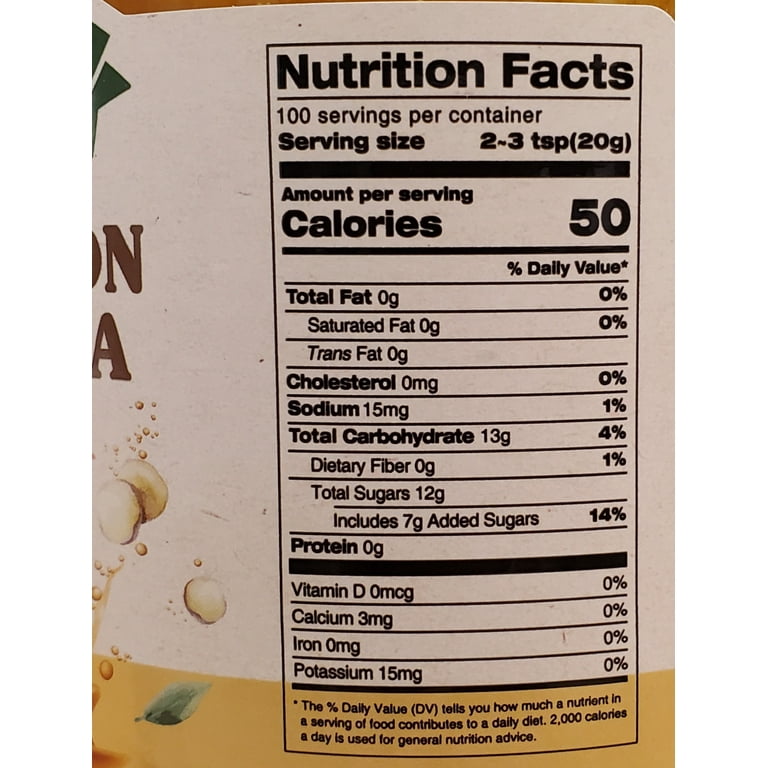 ON
A
Nutrition Facts
100 servings per container
Serving size 2~3 tsp(20g)
Amount per serving
Calories 50
% Daily Value*
Total Fat 0g 0%
Saturated Fat 0g 0%
Trans Fat 0g
Cholesterol 0mg 0%
Sodium 15mg 1%
Total Carbohydrate 13g 4%
Dietary Fiber 0g 1%
Total Sugars 12g
Includes 7g Added Sugars 14%
Protein 0g
Vitamin D 0mcg 0%
Calcium 3mg 0%
Iron 0mg 0%
Potassium 15mg 0%
* The % Daily Value (DV) tells you how much a nutrient in
a serving of food contributes to a daily diet. 2,000 calories
a day is used for general nutrition advice.